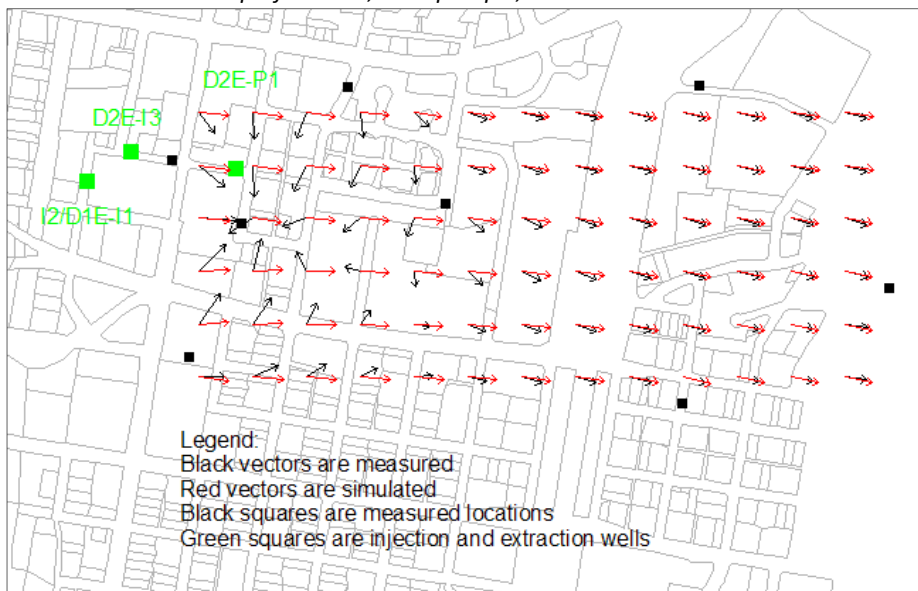 D2E-P1
D2E-I3
I2/D1E-I1
Legend:
Black vectors are measured
Red vectors are simulated
Black squares are measured locations
Green squares are injection and extraction wells